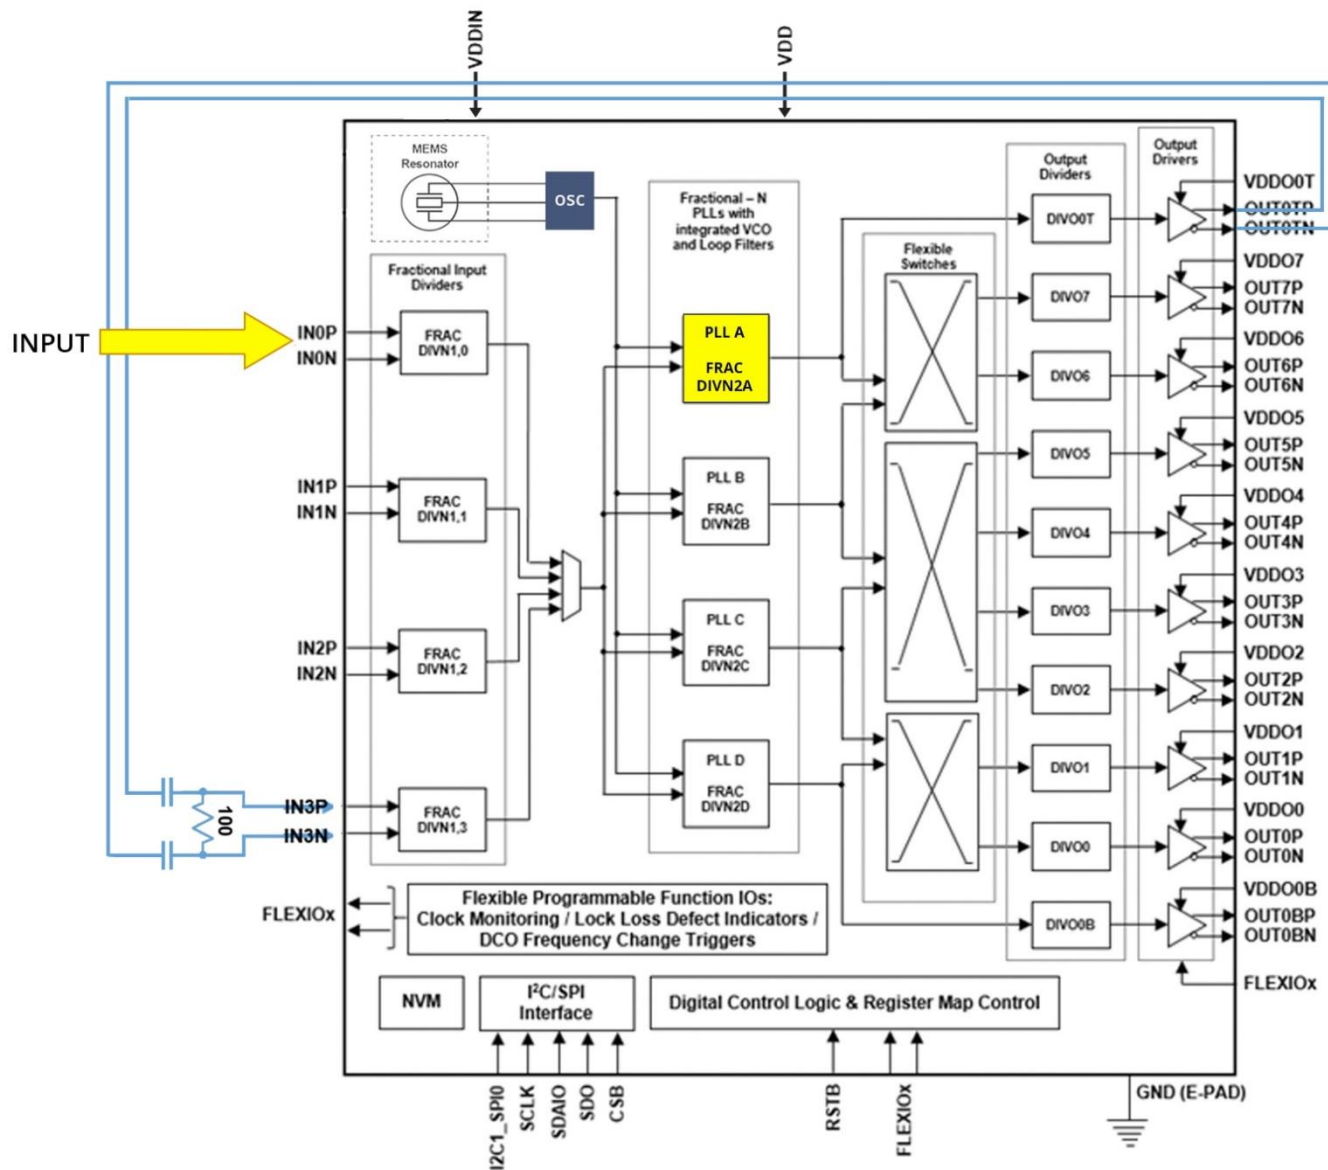 VDDIN
VDD
MEMS
Resonator
OSC
Fractional – N
PLLs with
integrated VCO
and Loop Filters
Output
Dividers
Output
Drivers
Fractional Input
Dividers
Flexible
Switches
INPUT
IN0P
IN0N
FRAC
DIVN1,0
IN1P
IN1N
FRAC
DIVN1,1
IN2P
IN2N
FRAC
DIVN1,2
IN3P
IN3N
100
FRAC
DIVN1,3
PLL A
FRAC
DIVN2A
PLL B
FRAC
DIVN2B
PLL C
FRAC
DIVN2C
PLL D
FRAC
DIVN2D
DIVO0T
DIVO7
DIVO6
DIVO5
DIVO4
DIVO3
DIVO2
DIVO1
DIVO0
DIVO0B
VDDO0T
OUT0TP
OUT0TN
VDDO7
OUT7P
OUT7N
VDDO6
OUT6P
OUT6N
VDDO5
OUT5P
OUT5N
VDDO4
OUT4P
OUT4N
VDDO3
OUT3P
OUT3N
VDDO2
OUT2P
OUT2N
VDDO1
OUT1P
OUT1N
VDDO0
OUT0P
OUT0N
VDDO0B
OUT0BP
OUT0BN
FLEXIOx
FLEXIOx
Flexible Programmable Function IOs:
Clock Monitoring / Lock Loss Defect Indicators /
DCO Frequency Change Triggers
NVM
I²C/SPI
Interface
Digital Control Logic & Register Map Control
I2C1_SPI0
SCLK
SDAIO
SDO
CSB
RSTB
FLEXIOx
GND (E-PAD)